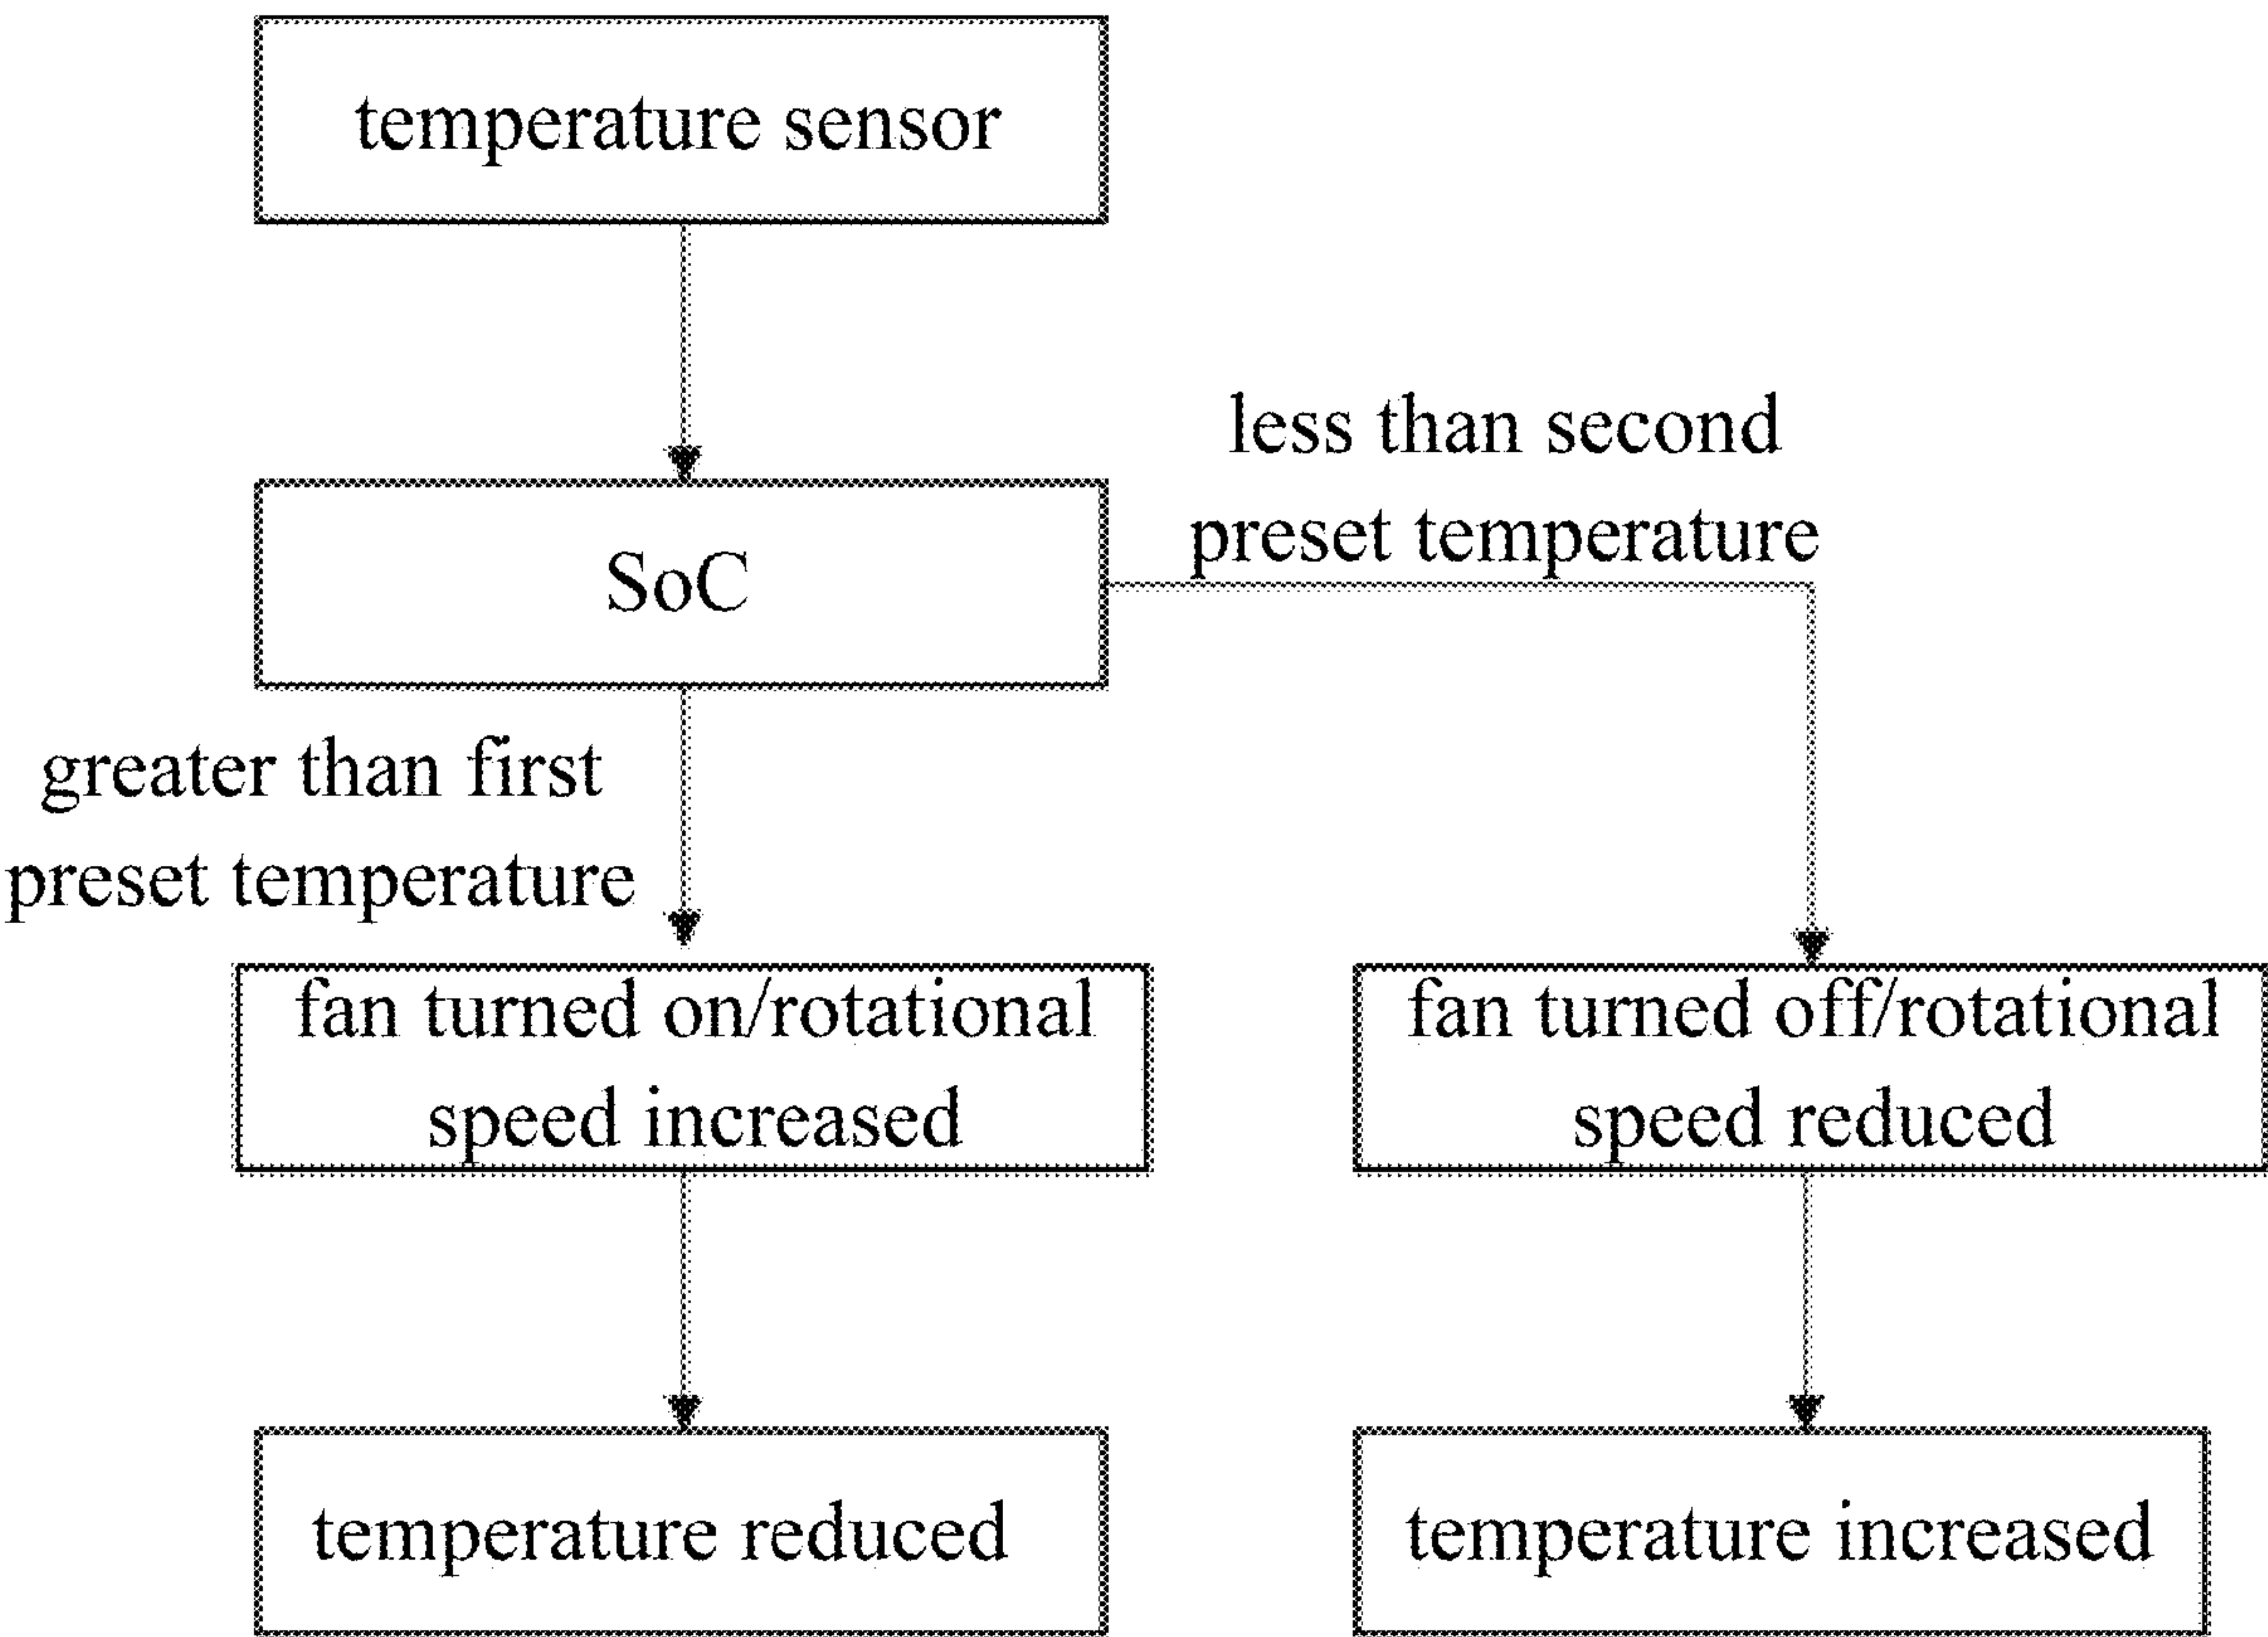 temperature sensor
less than second
preset temperature
SoC
greater than first
preset temperature
fan turned on/rotational
speed increased
fan turned off/rotational
speed reduced
temperature reduced
temperature increased